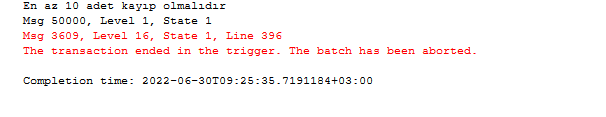 En az 10 adet kayıp olmalıdır
Msg 50000, Level 1, State 1
Msg 3609, Level 16, State 1, Line 396
The transaction ended in the trigger. The batch has been aborted.
Completion time: 2022-06-30T09:25:35.7191184+03:00